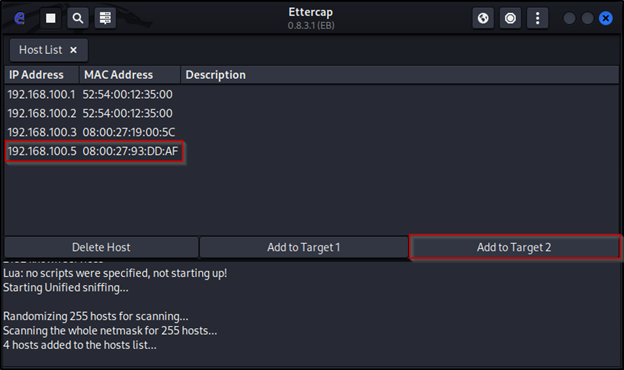 Ettercap
0.8.3.1 (EB)
Host List ×
IP Address MAC Address Description
192.168.100.1 52:54:00:12:35:00
192.168.100.2 52:54:00:12:35:00
192.168.100.3 08:00:27:19:00:5C
192.168.100.5 08:00:27:93:DD:AF
Delete Host Add to Target 1 Add to Target 2
Lua: no scripts were specified, not starting up!
Starting Unified sniffing...
Randomizing 255 hosts for scanning...
Scanning the whole netmask for 255 hosts...
4 hosts added to the hosts list...